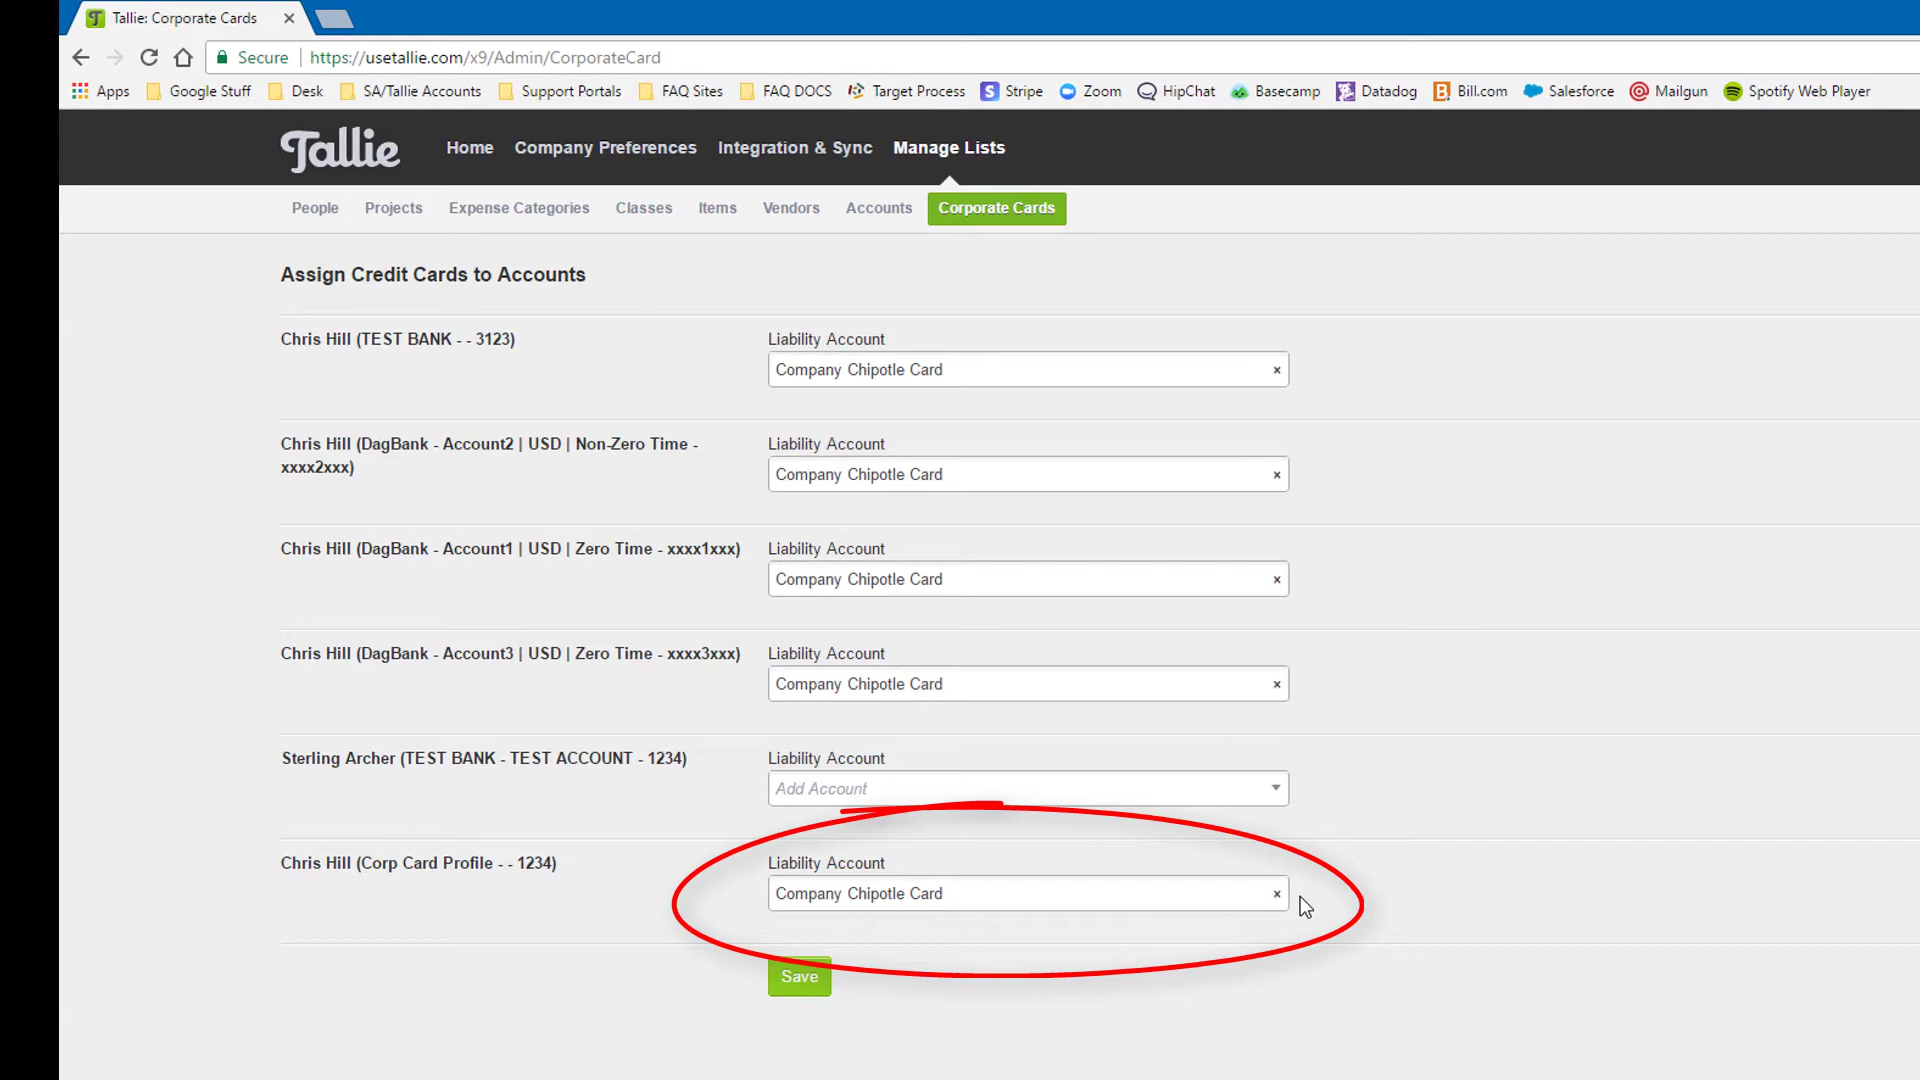 Tallie: Corporate Cards
Secure https://usetallie.com/x9/Admin/CorporateCard
Apps Google Stuff Desk SA/Tallie Accounts Support Portals FAQ Sites FAQ DOCS Target Process Stripe Zoom HipChat Basecamp Datadog Bill.com Salesforce Mailgun Spotify Web Player
Tallie Home Company Preferences Integration & Sync Manage Lists
People Projects Expense Categories Classes Items Vendors Accounts Corporate Cards
Assign Credit Cards to Accounts
Chris Hill (TEST BANK - - 3123) Liability Account
Company Chipotle Card ×
Chris Hill (DagBank - Account2 | USD | Non-Zero Time - Liability Account
xxxx2xxx)
Company Chipotle Card ×
Chris Hill (DagBank - Account1 | USD | Zero Time - xxxx1xxx) Liability Account
Company Chipotle Card ×
Chris Hill (DagBank - Account3 | USD | Zero Time - xxxx3xxx) Liability Account
Company Chipotle Card ×
Sterling Archer (TEST BANK - TEST ACCOUNT - 1234) Liability Account
Add Account
Chris Hill (Corp Card Profile - - 1234) Liability Account
Company Chipotle Card ×
Save